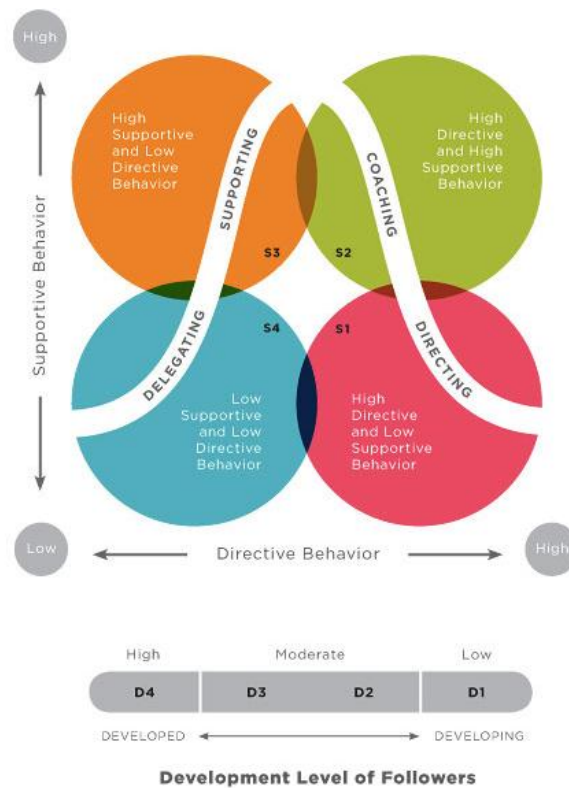 High
High
Supportive
and Low
Directive
Behavior
SUPPORTING
S3
High
Directive
and High
Supportive
Behavior
COACHING
S2
Supportive Behavior
DELEGATING
S4
Low
Supportive
and Low
Directive
Behavior
S1
DIRECTING
High
Directive
and Low
Supportive
Behavior
Low
Directive Behavior
High
High Moderate Low
D4 D3 D2 D1
DEVELOPED DEVELOPING
Development Level of Followers